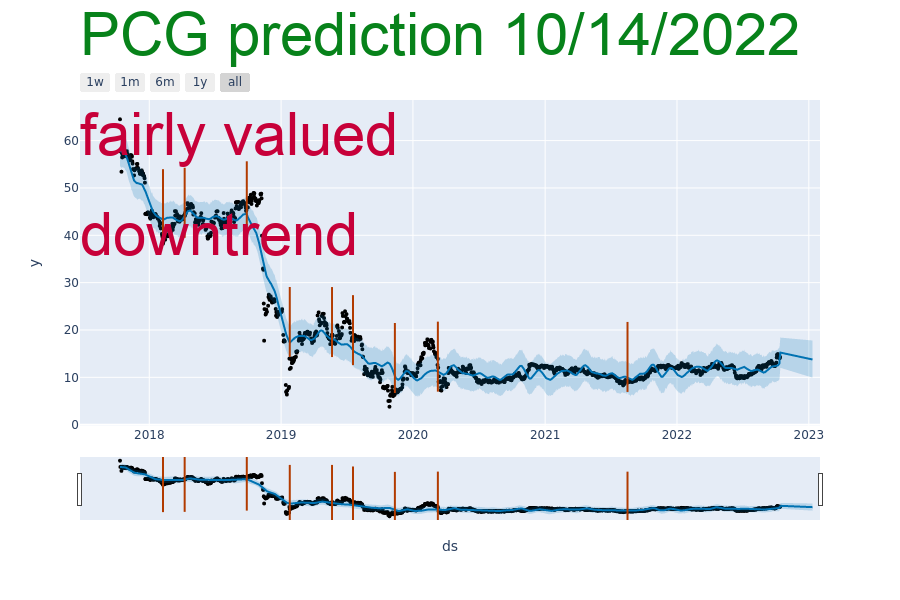 PCG prediction 10/14/2022
1w 1m 6m 1y all
fairly valued
downtrend
60
50
40
30
20
10
0
y
2018 2019 2020 2021 2022 2023
ds